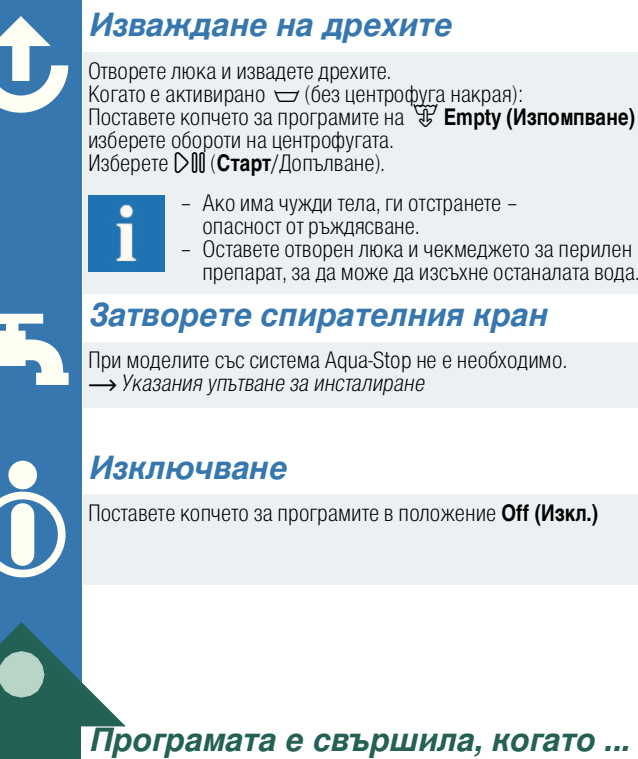 Изваждане на дрехите
Отворете люка и извадете дрехите.
Когато е активирано (без центрофуга накрая):
Поставете копчето за програмите на Empty (Изпомпване)
изберете обороти на центрофугата.
Изберете (Старт/Допълване).
– Ако има чужди тела, ги отстранете –
опасност от ръждясване.
– Оставете отворен люка и чекмеджето за перилен
препарат, за да може да изсъхне останалата вода.
Затворете спирателния кран
При моделите със система Aqua-Stop не е необходимо.
→ Указания упътване за инсталиране
Изключване
Поставете копчето за програмите в положение Off (Изкл.)
Програмата е свършила, когато ...